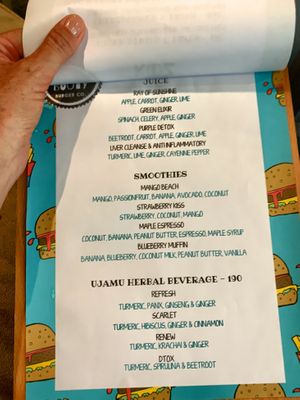 BURGER CO.
JUICE
RAY OF SUNSHINE
APPLE, CARROT, GINGER, LIME
GREEN ELIXIR
SPINACH, CELERY, APPLE, GINGER
PURPLE DETOX
BEETROOT, CARROT, APPLE, GINGER, LIME
LIVER CLEANSE & ANTI INFLAMMATORY
TURMERIC, LIME, GINGER, CAYENNE PEPPER
SMOOTHIES
MANGO BEACH
MANGO, PASSIONFRUIT, BANANA, AVOCADO, COCONUT
STRAWBERRY KISS
STRAWBERRY, COCONUT, MANGO
MAPLE ESPRESSO
COCONUT, BANANA, PEANUT BUTTER, ESPRESSO, MAPLE SYRUP
BLUEBERRY MUFFIN
BANANA, BLUEBERRY, COCONUT MILK, PEANUT BUTTER, VANILLA
UJAMU HERBAL BEVERAGE - 190
REFRESH
TURMERIC, PANIX, GINSENG & GINGER
SCARLET
TURMERIC, HIBISCUS, GINGER & CINNAMON
RENEW
TURMERIC, KRACHAI & GINGER
DTOX
TURMERIC, SPIRULINA & BEETROOT